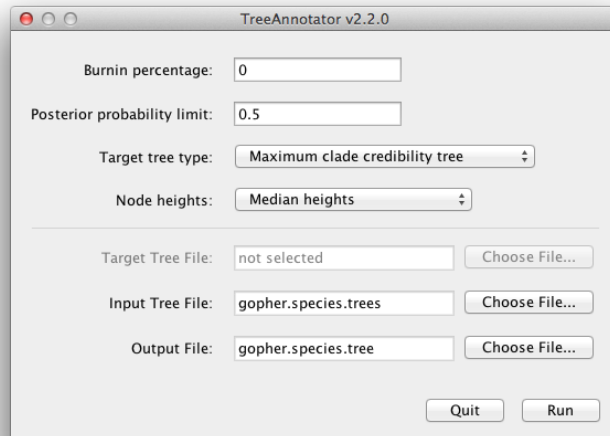 TreeAnnotator v2.2.0
Burnin percentage: 0
Posterior probability limit: 0.5
Target tree type: Maximum clade credibility tree
Node heights: Median heights
Target Tree File: not selected Choose File...
Input Tree File: gopher.species.trees Choose File...
Output File: gopher.species.tree Choose File...
Quit Run